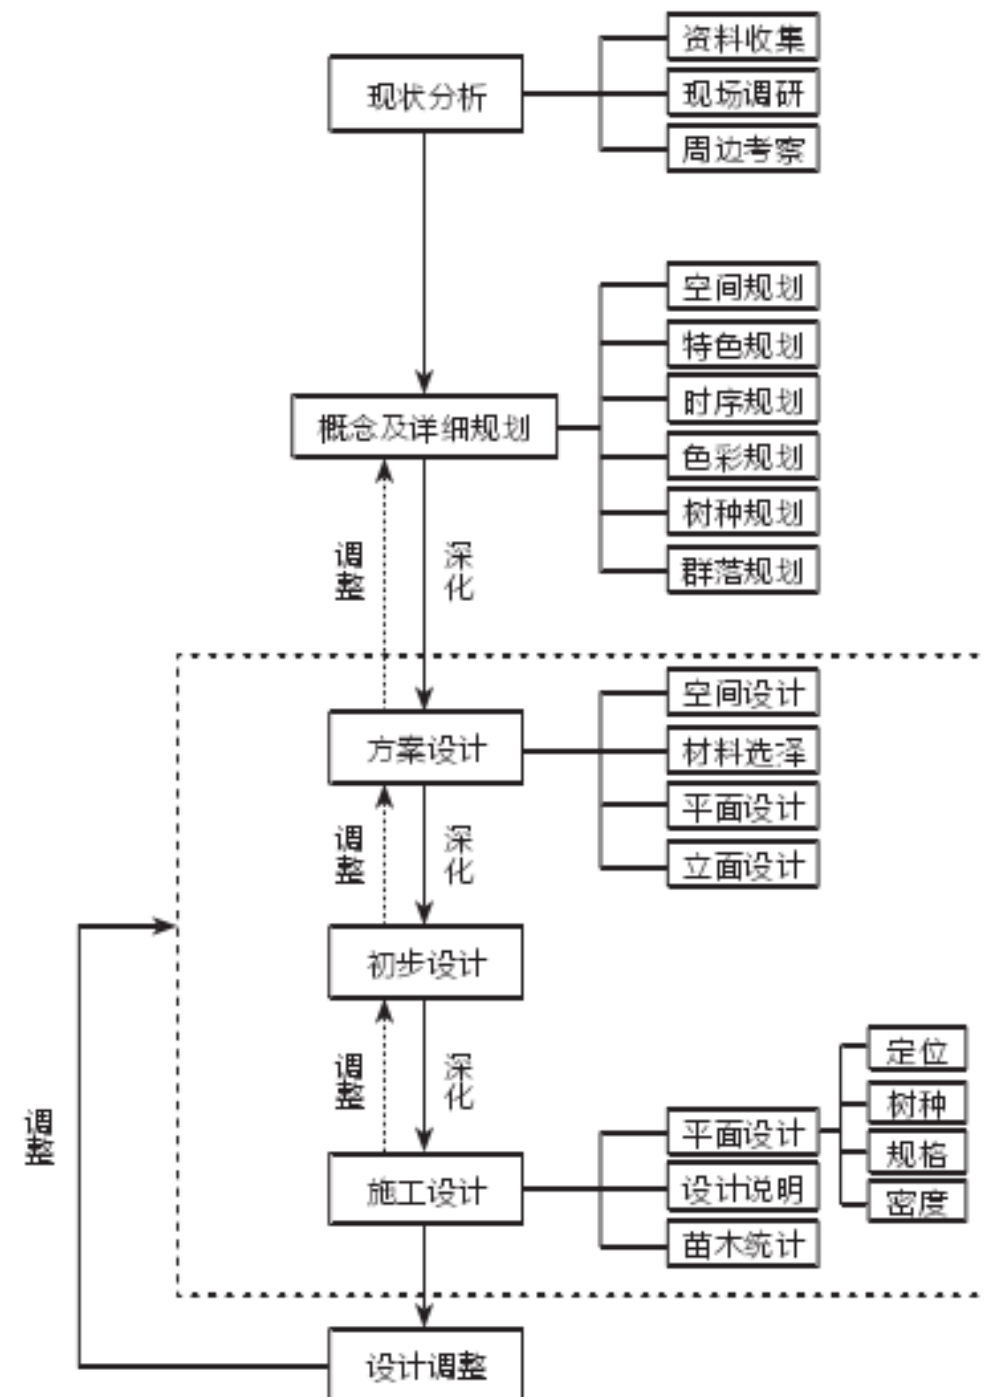 资料收集
现状分析
现场调研
周边考察
空间规划
特色规划
时序规划
概念及详细规划
色彩规划
树种规划
群落规划
调整
深化
空间设计
方案设计
材料选择
平面设计
立面设计
调整
深化
初步设计
调整
深化
定位
树种
平面设计
规格
调整
施工设计
设计说明
密度
苗木统计
设计调整